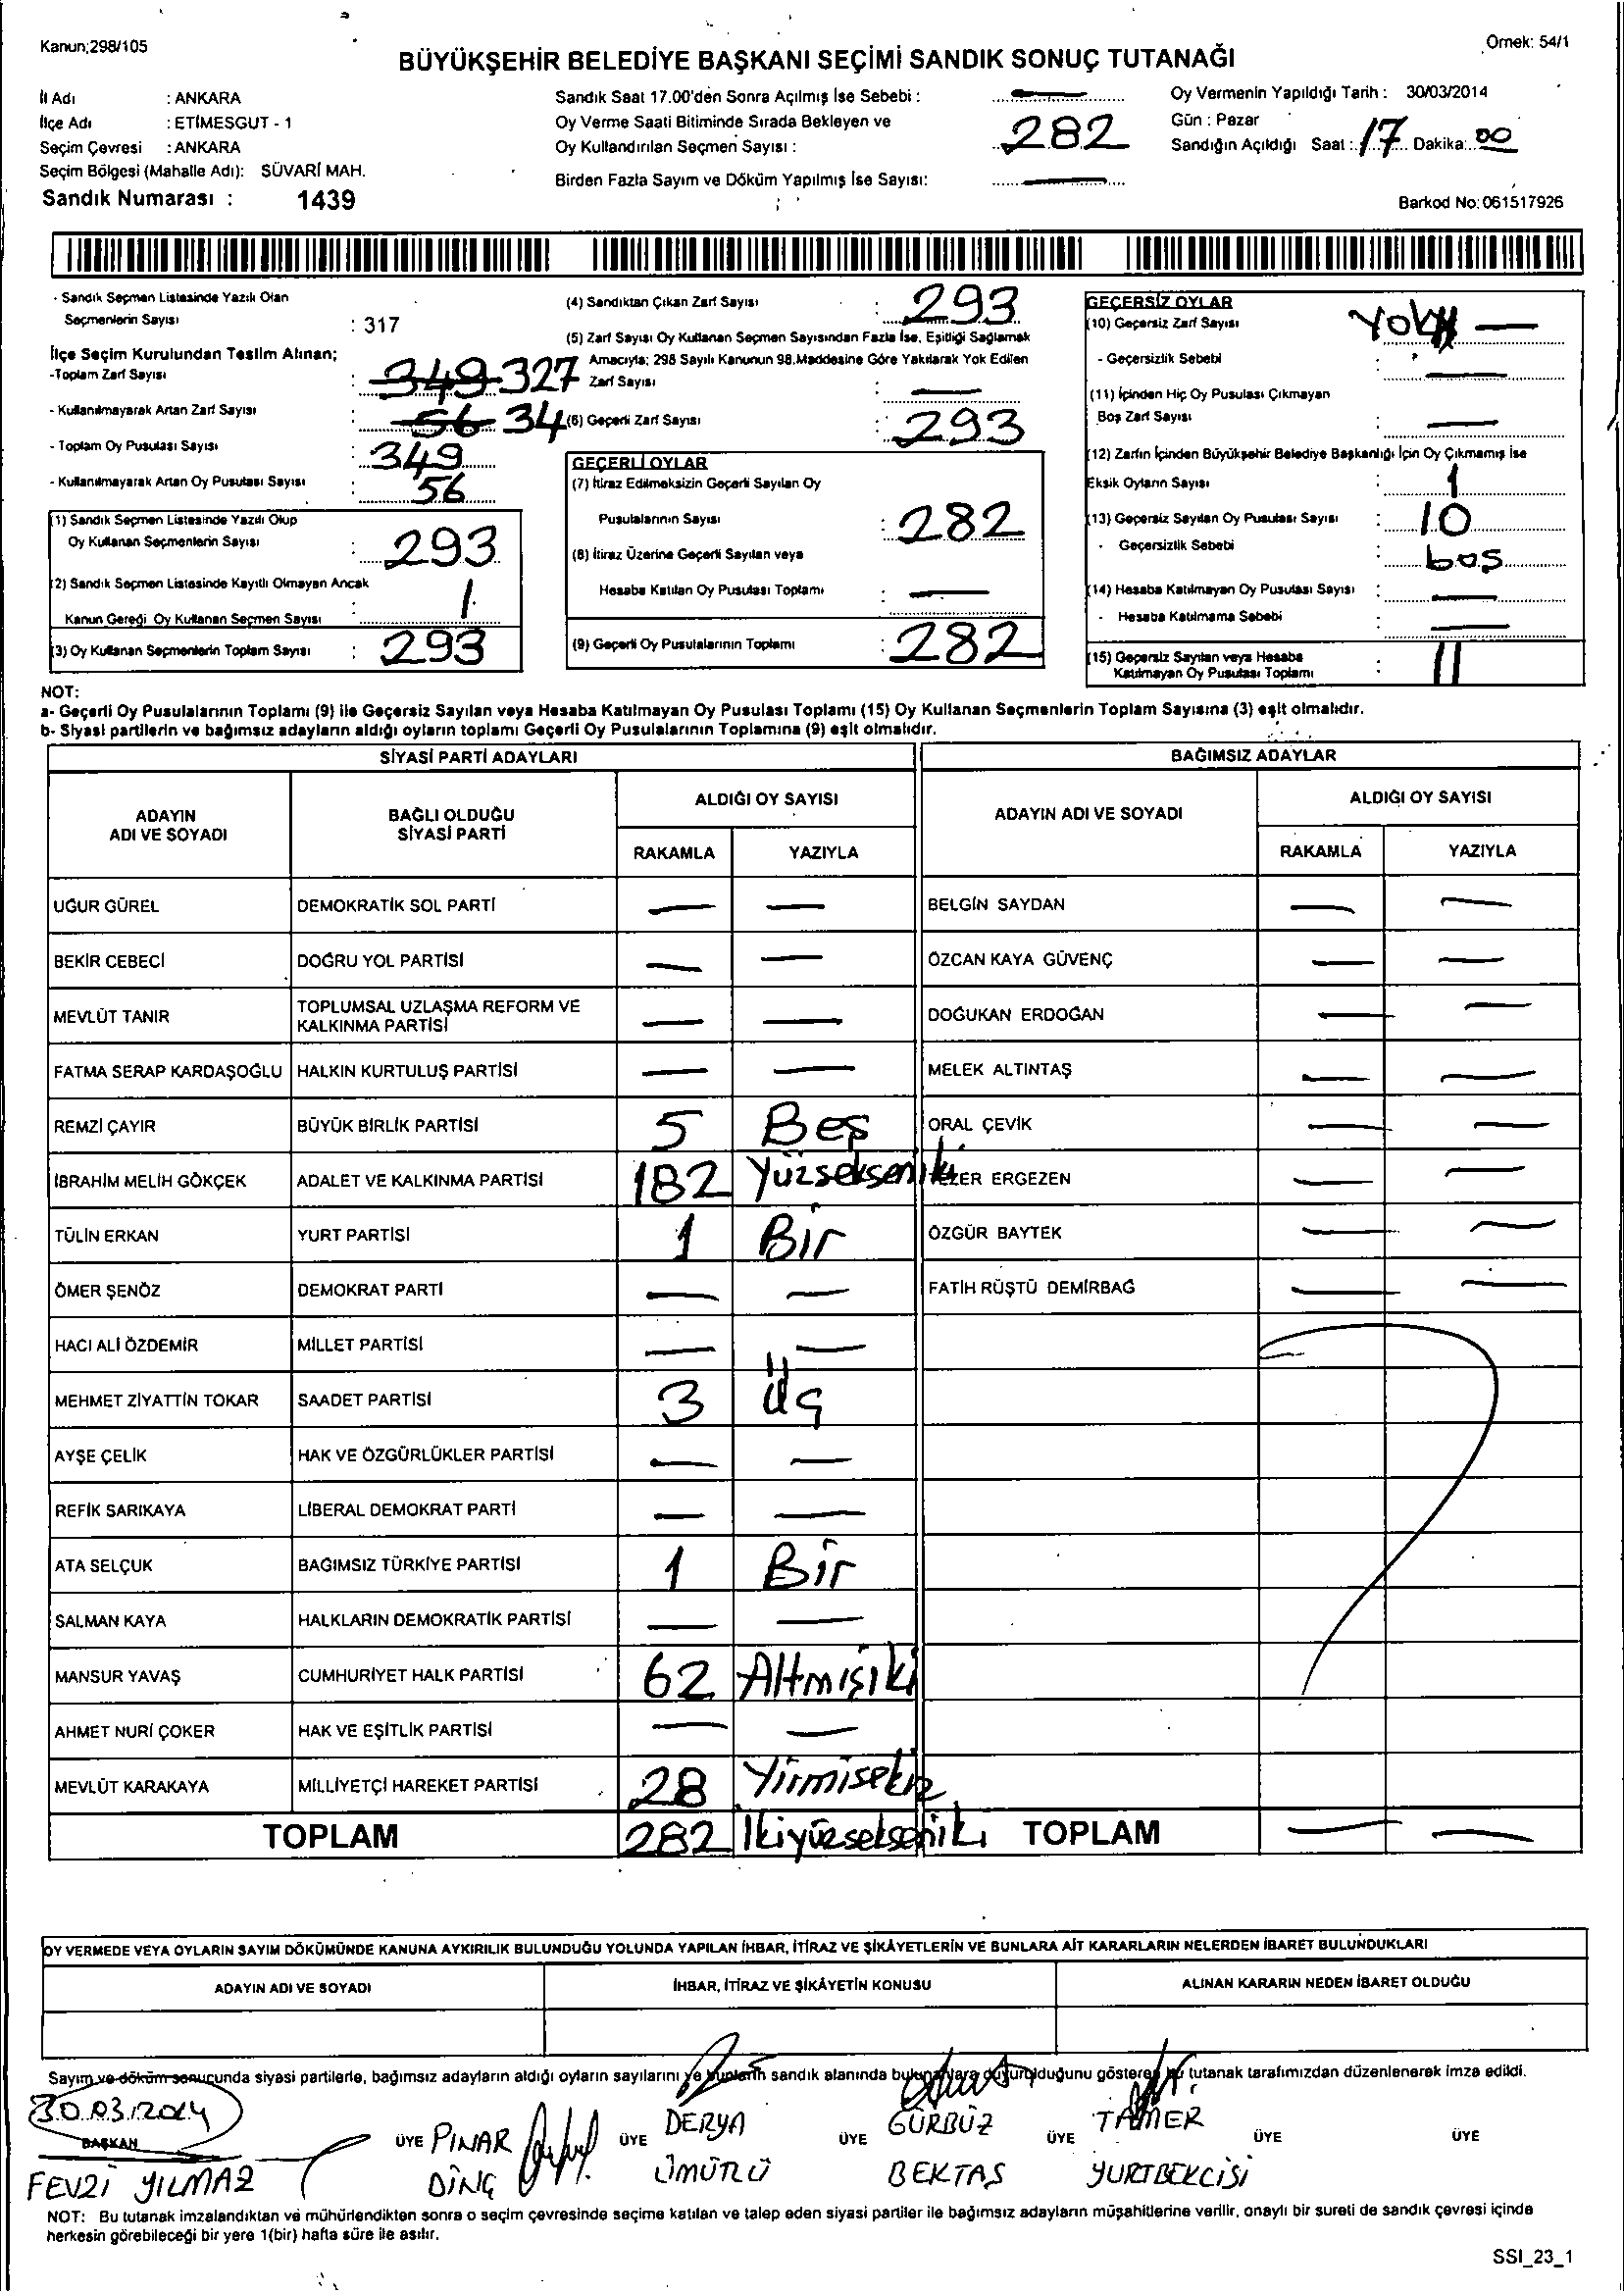 Kanun;298/105
Örnek: 54/1
BÜYÜKŞEHİR BELEDİYE BAŞKANI SEÇİMİ SANDIK SONUÇ TUTANAĞI
İl Adı : ANKARA
İlçe Adı : ETİMESGUT - 1
Seçim Çevresi : ANKARA
Seçim Bölgesi (Mahalle Adı): SÜVARİ MAH.
Sandık Numarası : 1439
Sandık Saat 17.00'den Sonra Açılmış İse Sebebi : —
Oy Verme Saati Bitiminde Sırada Bekleyen ve
Oy Kullandırılan Seçmen Sayısı : 282
Birden Fazla Sayım ve Döküm Yapılmış İse Sayısı: —
Oy Vermenin Yapıldığı Tarih : 30/03/2014
Gün : Pazar
Sandığın Açıldığı Saat : 17 Dakika: 00
Barkod No: 061517926
- Sandık Seçmen Listesinde Yazılı Olan
Seçmenlerin Sayısı : 317
İlçe Seçim Kurulundan Teslim Alınan;
-Toplam Zarf Sayısı : 349 327
- Kullanılmayarak Artan Zarf Sayısı : 56 34
- Toplam Oy Pusulası Sayısı : 349
- Kullanılmayarak Artan Oy Pusulası Sayısı : 56
(1) Sandık Seçmen Listesinde Yazılı Olup
Oy Kullanan Seçmenlerin Sayısı : 293
(2) Sandık Seçmen Listesinde Kayıtlı Olmayan Ancak
Kanun Gereği Oy Kullanan Seçmen Sayısı : 1
(3) Oy Kullanan Seçmenlerin Toplam Sayısı : 293
(4) Sandıktan Çıkan Zarf Sayısı : 293
(5) Zarf Sayısı Oy Kullanan Seçmen Sayısından Fazla İse, Eşitliği Sağlamak
Amacıyla; 298 Sayılı Kanunun 98.Maddesine Göre Yakılarak Yok Edilen
Zarf Sayısı : —
(6) Geçerli Zarf Sayısı : 293
GEÇERLİ OYLAR
(7) İtiraz Edilmeksizin Geçerli Sayılan Oy
Pusulalarının Sayısı : 282
(8) İtiraz Üzerine Geçerli Sayılan veya
Hesaba Katılan Oy Pusulası Toplamı : —
(9) Geçerli Oy Pusulalarının Toplamı : 282
GEÇERSİZ OYLAR
(10) Geçersiz Zarf Sayısı : Yok —
- Geçersizlik Sebebi : —
(11) İçinden Hiç Oy Pusulası Çıkmayan
Boş Zarf Sayısı : —
(12) Zarfın İçinden Büyükşehir Belediye Başkanlığı İçin Oy Çıkmamış İse
Eksik Oyların Sayısı : 1
(13) Geçersiz Sayılan Oy Pusulası Sayısı : 10
- Geçersizlik Sebebi : boş
(14) Hesaba Katılmayan Oy Pusulası Sayısı : —
- Hesaba Katılmama Sebebi : —
(15) Geçersiz Sayılan veya Hesaba
Katılmayan Oy Pusulası Toplamı : 11
NOT:
a- Geçerli Oy Pusulalarının Toplamı (9) ile Geçersiz Sayılan veya Hesaba Katılmayan Oy Pusulası Toplamı (15) Oy Kullanan Seçmenlerin Toplam Sayısına (3) eşit olmalıdır.
b- Siyasi partilerin ve bağımsız adayların aldığı oyların toplamı Geçerli Oy Pusulalarının Toplamına (9) eşit olmalıdır.
SİYASİ PARTİ ADAYLARI
BAĞIMSIZ ADAYLAR
ADAYIN ADI VE SOYADI BAĞLI OLDUĞU SİYASİ PARTİ ALDIĞI OY SAYISI ADAYIN ADI VE SOYADI ALDIĞI OY SAYISI
RAKAMLA YAZIYLA RAKAMLA YAZIYLA
UĞUR GÜREL DEMOKRATİK SOL PARTİ — — BELGİN SAYDAN — —
BEKİR CEBECİ DOĞRU YOL PARTİSİ — — ÖZCAN KAYA GÜVENÇ — —
MEVLÜT TANIR TOPLUMSAL UZLAŞMA REFORM VE KALKINMA PARTİSİ — — DOĞUKAN ERDOĞAN — —
FATMA SERAP KARDAŞOĞLU HALKIN KURTULUŞ PARTİSİ — — MELEK ALTINTAŞ — —
REMZİ ÇAYIR BÜYÜK BİRLİK PARTİSİ 5 Beş ORAL ÇEVİK — —
İBRAHİM MELİH GÖKÇEK ADALET VE KALKINMA PARTİSİ 182 Yüzsekseniki ERGEZEN — —
TÜLİN ERKAN YURT PARTİSİ 1 Bir ÖZGÜR BAYTEK — —
ÖMER ŞENÖZ DEMOKRAT PARTİ — — FATİH RÜŞTÜ DEMİRBAĞ — —
HACI ALİ ÖZDEMİR MİLLET PARTİSİ — —
MEHMET ZİYATTİN TOKAR SAADET PARTİSİ 3 Üç
AYŞE ÇELİK HAK VE ÖZGÜRLÜKLER PARTİSİ — —
REFİK SARIKAYA LİBERAL DEMOKRAT PARTİ — —
ATA SELÇUK BAĞIMSIZ TÜRKİYE PARTİSİ 1 Bir
SALMAN KAYA HALKLARIN DEMOKRATİK PARTİSİ — —
MANSUR YAVAŞ CUMHURİYET HALK PARTİSİ 62 Altmışiki
AHMET NURİ ÇOKER HAK VE EŞİTLİK PARTİSİ — —
MEVLÜT KARAKAYA MİLLİYETÇİ HAREKET PARTİSİ 28 Yirmisekiz
TOPLAM 282 İkiyüzsekseniki TOPLAM — —
OY VERMEDE VEYA OYLARIN SAYIM DÖKÜMÜNDE KANUNA AYKIRILIK BULUNDUĞU YOLUNDA YAPILAN İHBAR, İTİRAZ VE ŞİKÂYETLERİN VE BUNLARA AİT KARARLARIN NELERDEN İBARET BULUNDUKLARI
ADAYIN ADI VE SOYADI İHBAR, İTİRAZ VE ŞİKÂYETİN KONUSU ALINAN KARARIN NEDEN İBARET OLDUĞU
Sayım ve döküm sonucunda siyasi partilerle, bağımsız adayların aldığı oyların sayılarını ve bunların sandık alanında bulunanlara duyurulduğunu gösteren bu tutanak tarafımızdan düzenlenerek imza edildi.
30.03.2014
BAŞKAN ÜYE ÜYE ÜYE ÜYE ÜYE ÜYE
FEVZİ YILMAZ
PINAR DİNÇ
DERYA ÜMÜTLÜ
GÜRBÜZ BEKTAŞ
TAMER YURTBEKCİSİ
NOT: Bu tutanak imzalandıktan ve mühürlendikten sonra o seçim çevresinde seçime katılan ve talep eden siyasi partiler ile bağımsız adayların müşahitlerine verilir, onaylı bir sureti de sandık çevresi içinde
herkesin görebileceği bir yere 1(bir) hafta süre ile asılır.
SSI_23_1